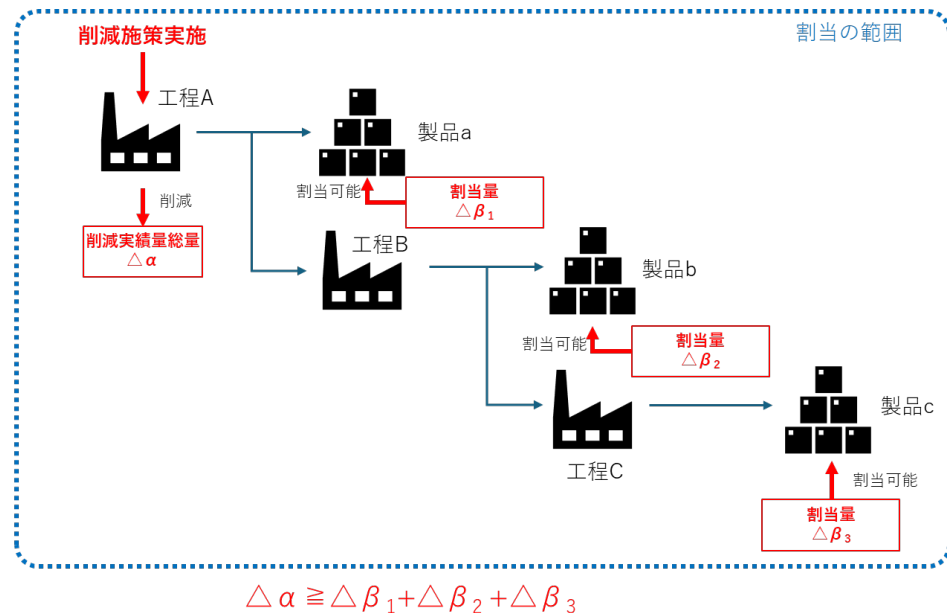 削減施策実施
割当の範囲
工程A
製品a
削減
割当可能
割当量
△β₁
削減実績量総量
△α
工程B
製品b
割当可能
割当量
△β₂
製品c
工程C
割当可能
割当量
△β₃
△α≧△β₁+△β₂+△β₃